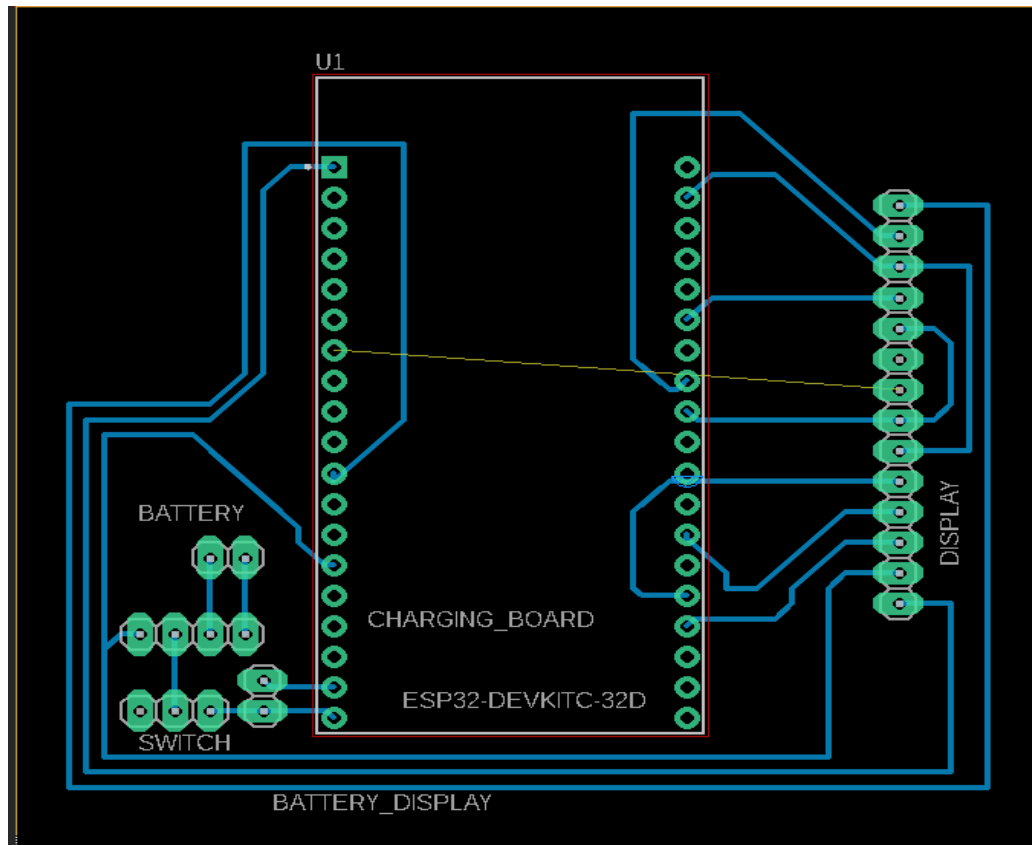 U1
BATTERY
DISPLAY
CHARGING_BOARD
ESP32-DEVKITC-32D
SWITCH
BATTERY_DISPLAY